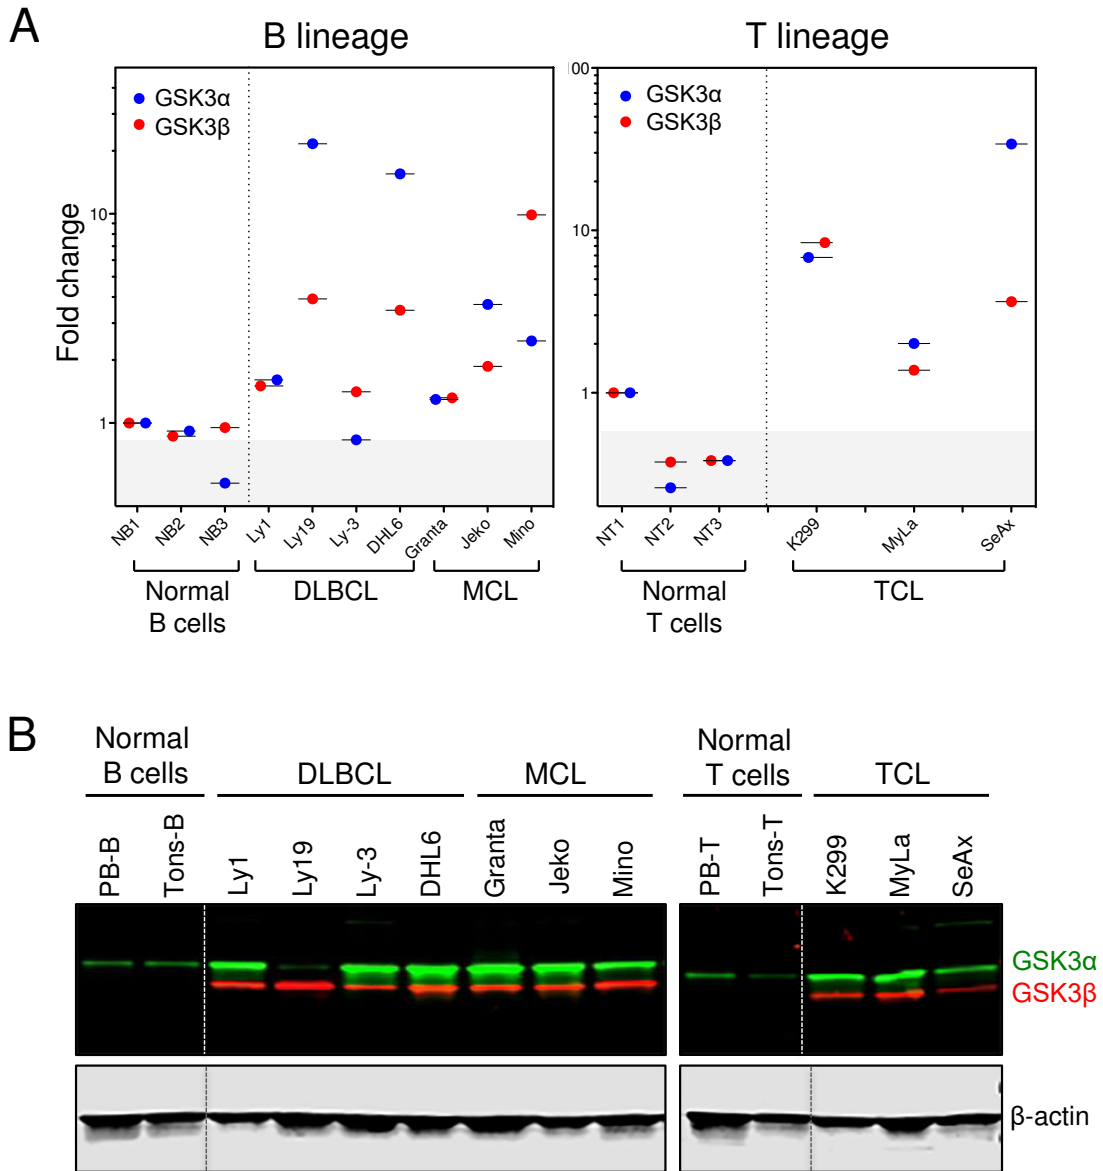 A
B lineage
T lineage
GSK3α
GSK3β
GSK3α
GSK3β
Fold change
10
1
00
10
1
NB1
NB2
NB3
Ly1
Ly19
Ly-3
DHL6
Granta
Jeko
Mino
NT1
NT2
NT3
K299
MyLa
SeAx
Normal
B cells
DLBCL
MCL
Normal
T cells
TCL
B
Normal
B cells
DLBCL
MCL
Normal
T cells
TCL
PB-B
Tons-B
Ly1
Ly19
Ly-3
DHL6
Granta
Jeko
Mino
PB-T
Tons-T
K299
MyLa
SeAx
GSK3α
GSK3β
β-actin